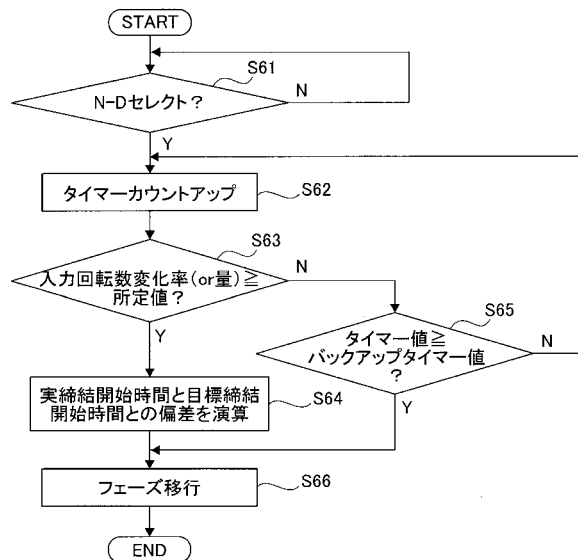 START
S61
N-Dセレクト？
N
Y
タイマーカウントアップ
S62
S63
入力回転数変化率(or量)≧
所定値？
N
Y
S65
タイマー値≧
バックアップタイマー値
？
N
Y
実締結開始時間と目標締結
開始時間との偏差を演算
S64
フェーズ移行
S66
END